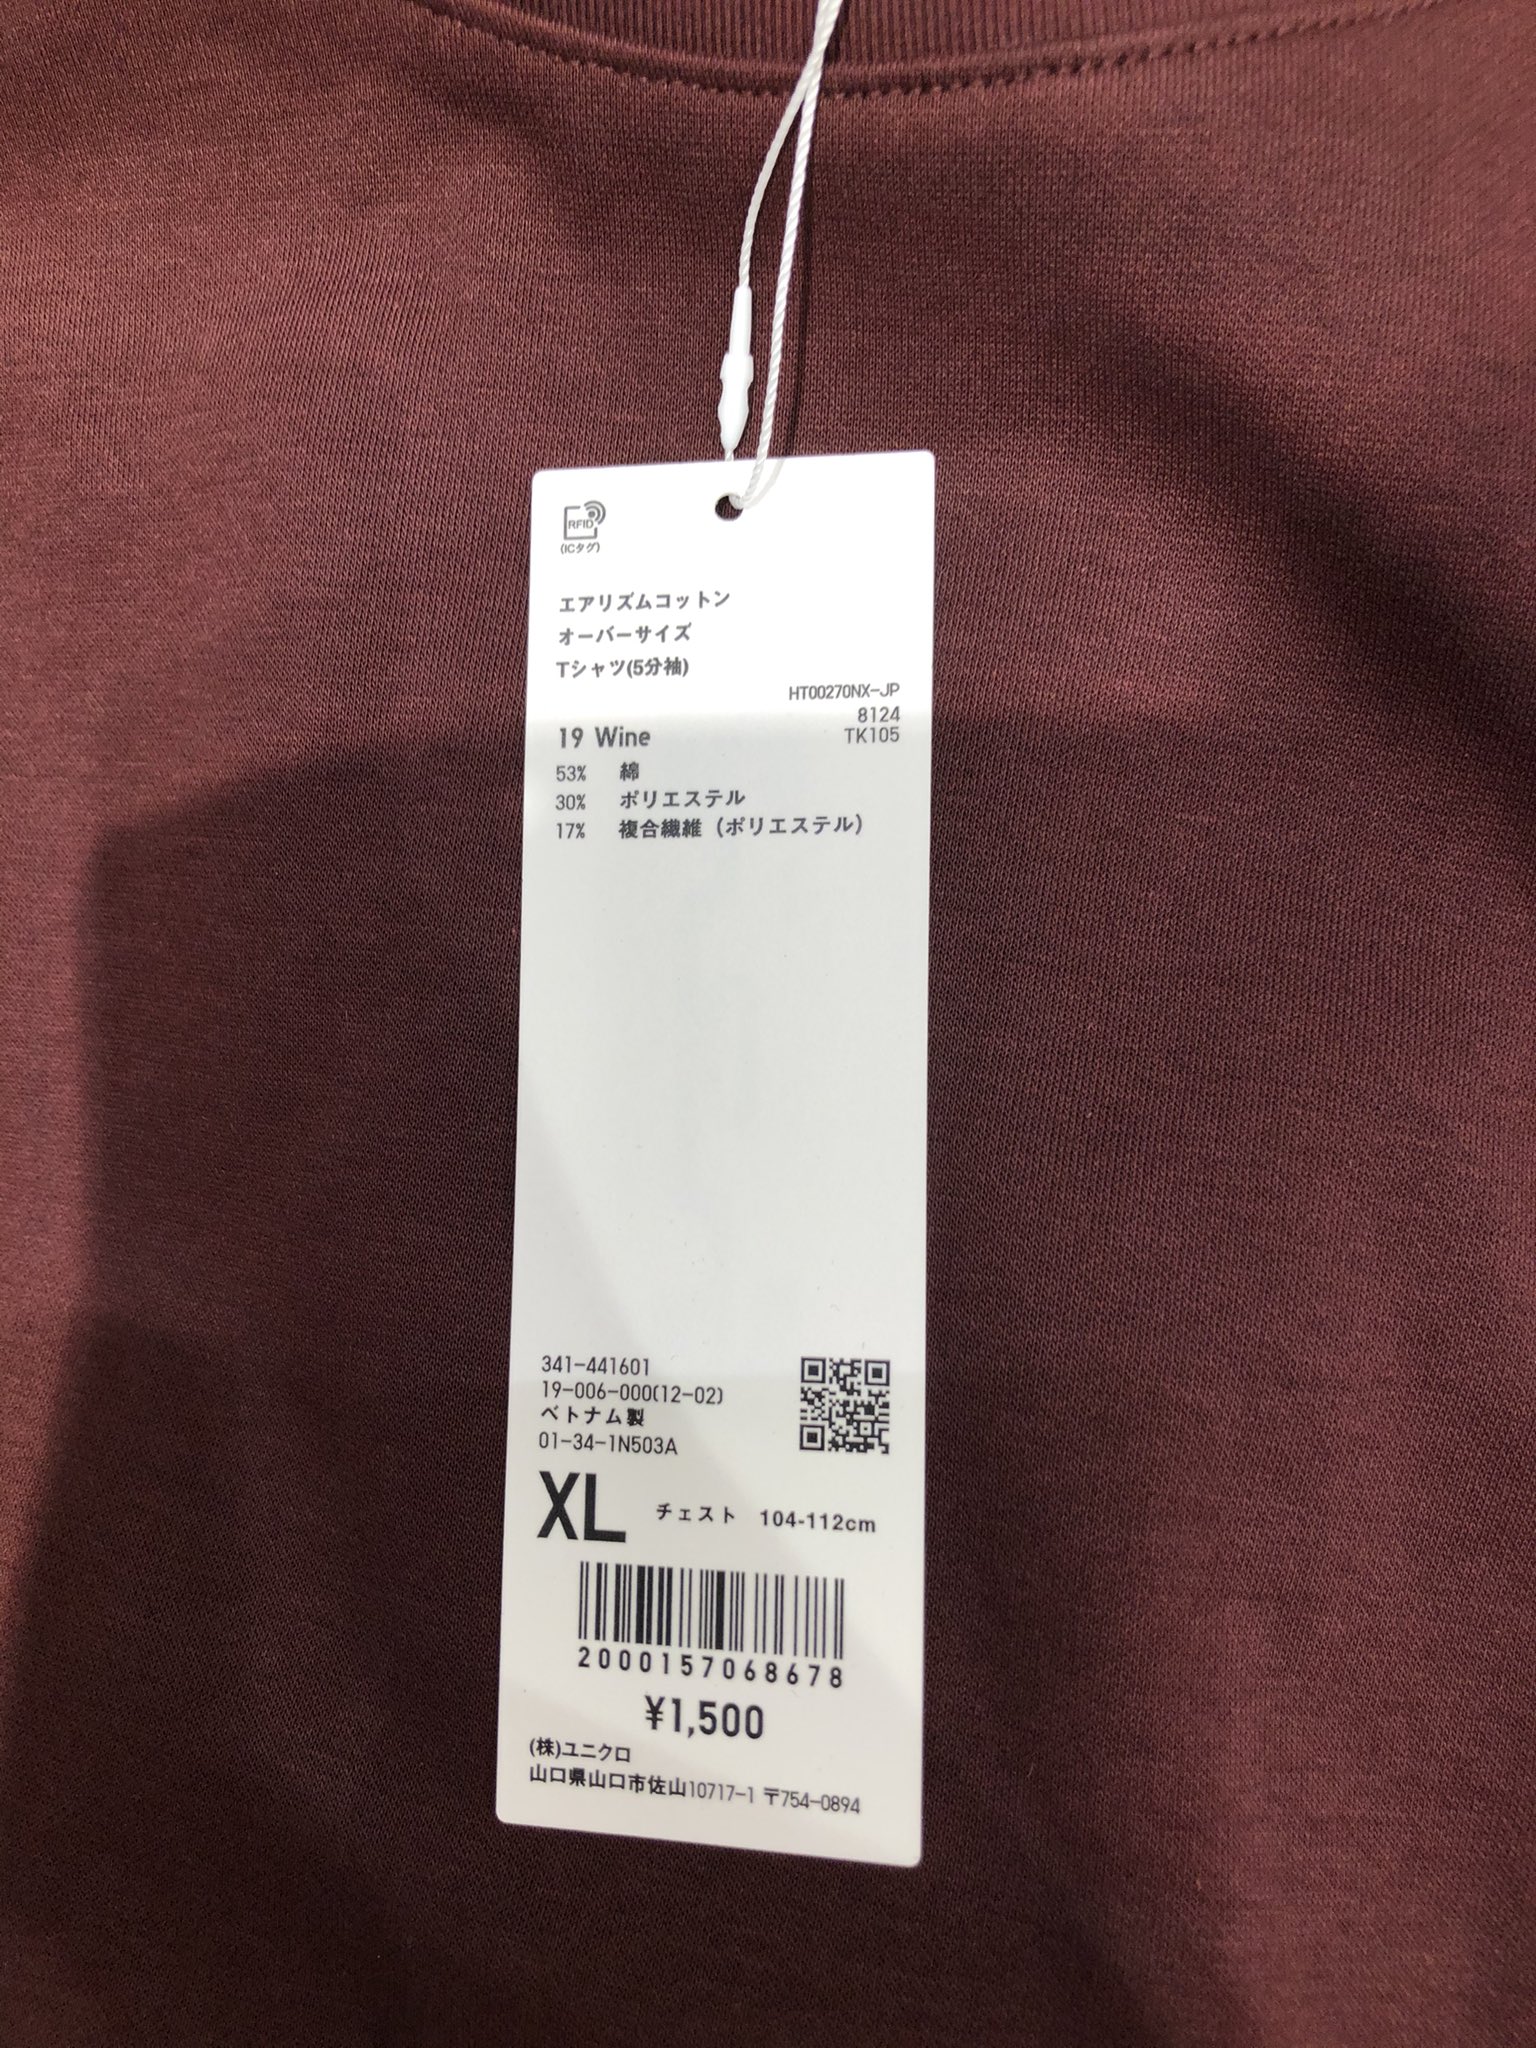 RFID
(ICタグ)
エアリズムコットン
オーバーサイズ
Tシャツ(5分袖)
HT00270NX-JP
8124
19 Wine
TK105
53% 綿
30% ポリエステル
17% 複合繊維（ポリエステル）
341-441601
19-006-000(12-02)
ベトナム製
01-34-1N503A
XL チェスト 104-112cm
2000157068678
¥1,500
(株)ユニクロ
山口県山口市佐山10717-1 〒754-0894